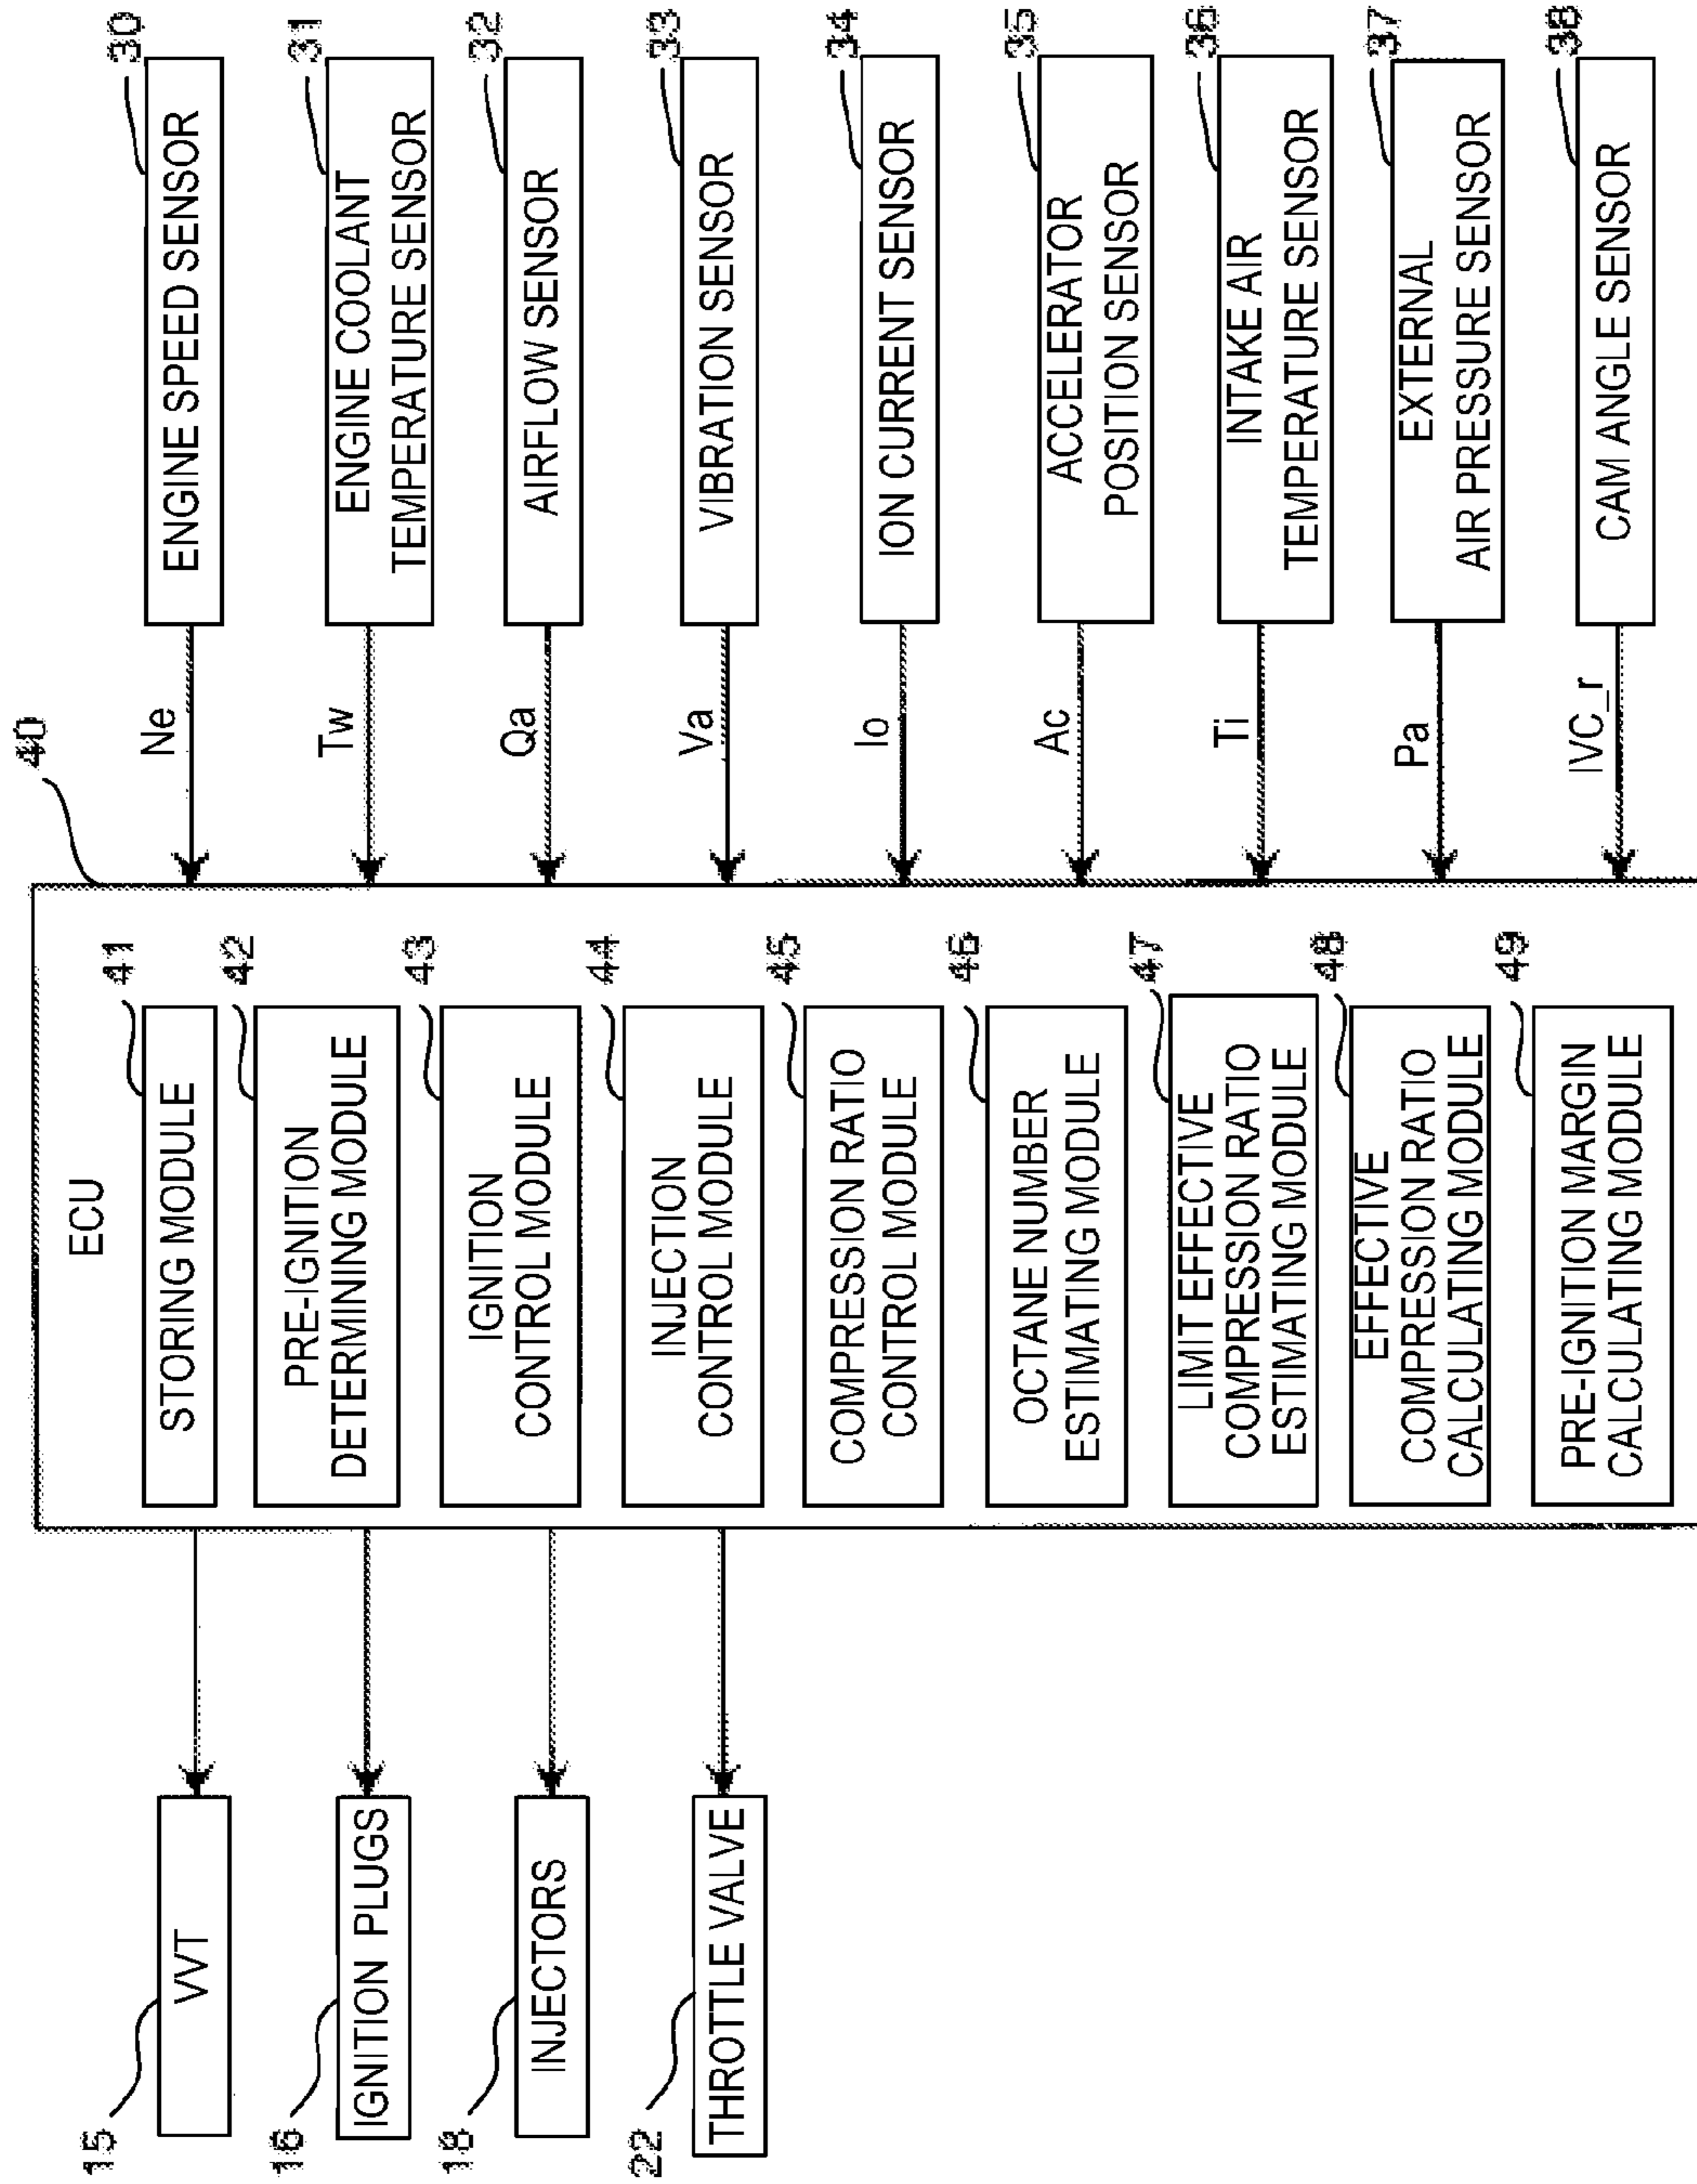 40
ECU
15
VVT
16
IGNITION PLUGS
18
INJECTORS
22
THROTTLE VALVE
41
STORING MODULE
42
PRE-IGNITION
DETERMINING MODULE
43
IGNITION
CONTROL MODULE
44
INJECTION
CONTROL MODULE
45
COMPRESSION RATIO
CONTROL MODULE
46
OCTANE NUMBER
ESTIMATING MODULE
47
LIMIT EFFECTIVE
COMPRESSION RATIO
ESTIMATING MODULE
48
EFFECTIVE
COMPRESSION RATIO
CALCULATING MODULE
49
PRE-IGNITION MARGIN
CALCULATING MODULE
Ne
30
ENGINE SPEED SENSOR
Tw
31
ENGINE COOLANT
TEMPERATURE SENSOR
Qa
32
AIRFLOW SENSOR
Va
33
VIBRATION SENSOR
Io
34
ION CURRENT SENSOR
Ac
35
ACCELERATOR
POSITION SENSOR
Ti
36
INTAKE AIR
TEMPERATURE SENSOR
Pa
37
EXTERNAL
AIR PRESSURE SENSOR
IVC_r
38
CAM ANGLE SENSOR